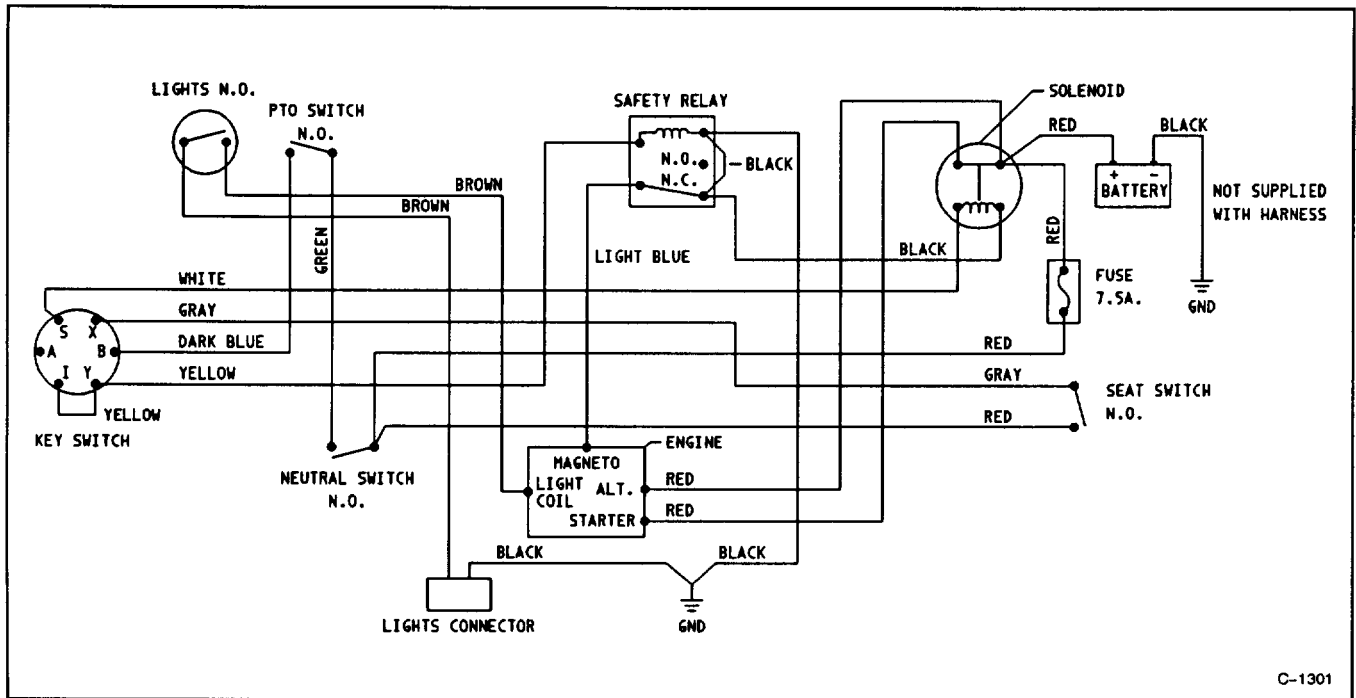 LIGHTS N.O.
PTO SWITCH
N.O.
SAFETY RELAY
N.O.
N.C.
BLACK
SOLENOID
RED
BLACK
+ -
BATTERY
NOT SUPPLIED
WITH HARNESS
BROWN
BROWN
GREEN
LIGHT BLUE
BLACK
RED
FUSE
7.5A.
GND
WHITE
GRAY
DARK BLUE
YELLOW
S X
A B
I Y
YELLOW
KEY SWITCH
RED
GRAY
RED
SEAT SWITCH
N.O.
NEUTRAL SWITCH
N.O.
ENGINE
MAGNETO
LIGHT
COIL
ALT.
STARTER
RED
RED
BLACK
BLACK
LIGHTS CONNECTOR
GND
C-1301